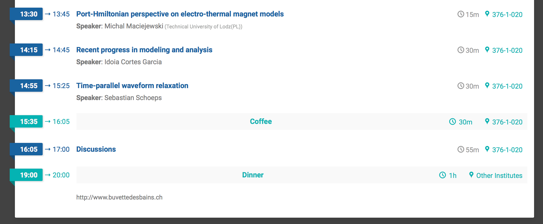 13:30 → 13:45 Port-Hmiltonian perspective on electro-thermal magnet models 15m 376-1-020
Speaker: Michal Maciejewski (Technical University of Lodz(PL))
14:15 → 14:45 Recent progress in modeling and analysis 30m 376-1-020
Speaker: Idoia Cortes Garcia
14:55 → 15:25 Time-parallel waveform relaxation 30m 376-1-020
Speaker: Sebastian Schoeps
15:35 → 16:05 Coffee 30m 376-1-020
16:05 → 17:00 Discussions 55m 376-1-020
19:00 → 20:00 Dinner 1h Other Institutes
http://www.buvettedesbains.ch